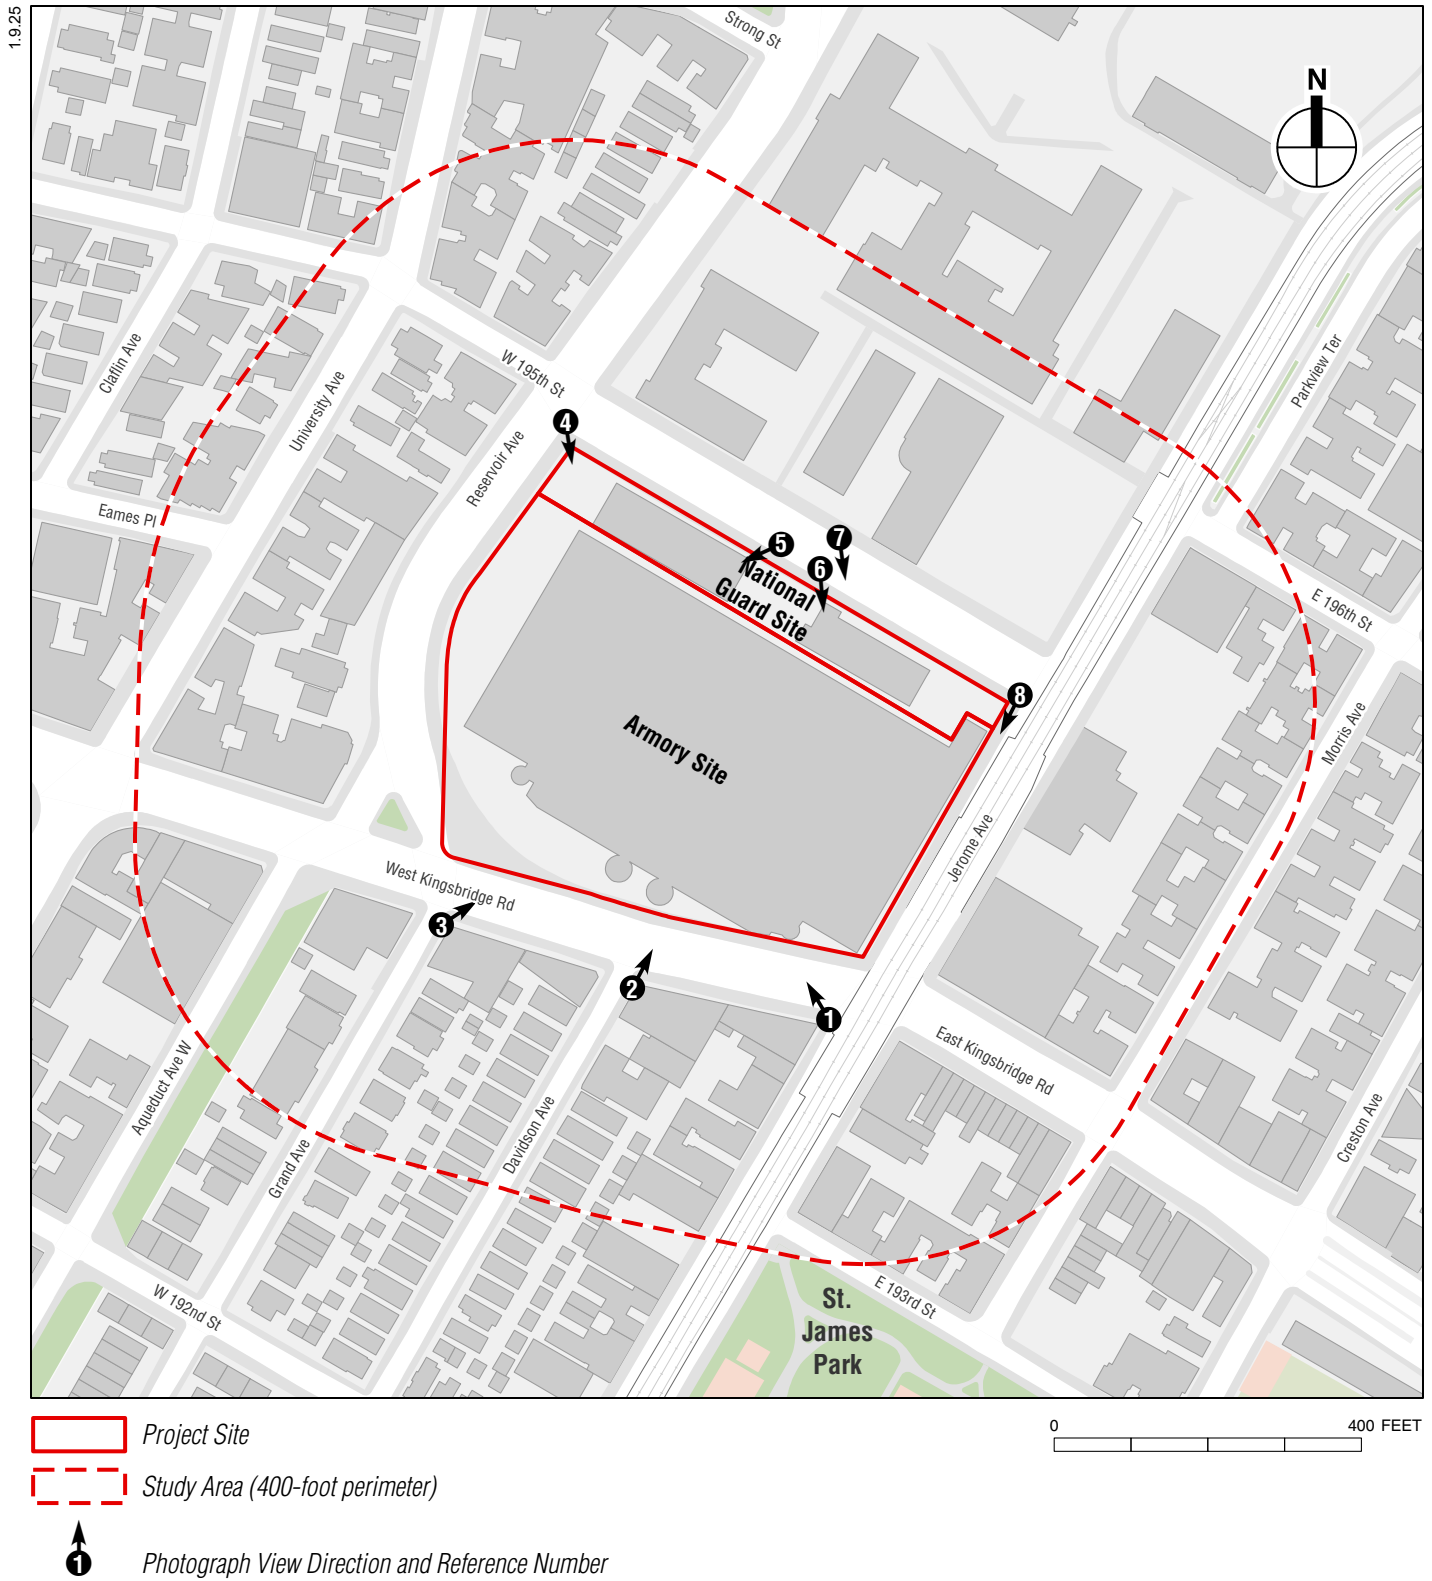 1.9.25
Strong St
N
Claflin Ave
University Ave
W 195th St
Parkview Ter
Reservoir Ave
Eames Pl
4
5
7
6
National
Guard Site
E 196th St
8
Armory Site
Morris Ave
Jerome Ave
West Kingsbridge Rd
3
2
1
East Kingsbridge Rd
Aqueduct Ave W
Grand Ave
Davidson Ave
Creston Ave
W 192nd St
E 193rd St
St.
James
Park
Project Site
0 400 FEET
Study Area (400-foot perimeter)
1 Photograph View Direction and Reference Number